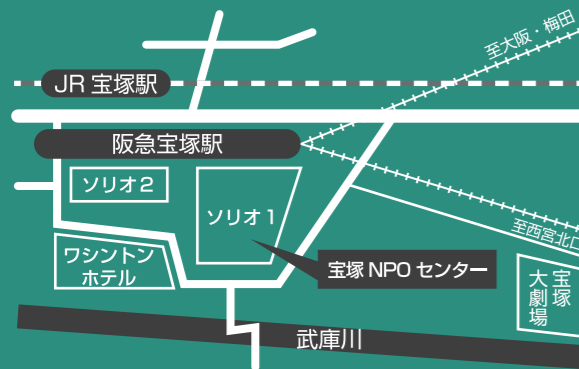 至大阪・梅田
JR 宝塚駅
阪急宝塚駅
ソリオ2
ソリオ1
至西宮北口
ワシントン
ホテル
宝塚 NPO センター
宝塚
大劇場
武庫川